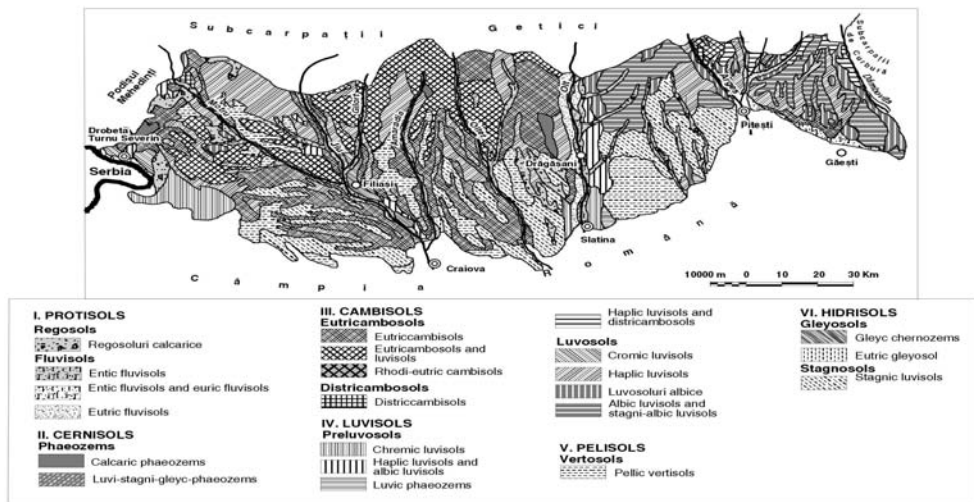 Subcarpații Getici
Subcarpații
de Curbură
Podișul
Mehedinți
Drobeta
Turnu Severin
Serbia
Olt
Pitești
Găești
Drăgășani
Filiași
Slatina
Craiova
Câmpia
omână
10000 m 0 10 20 30 Km
I. PROTISOLS
Regosols
Regosoluri calcarice
Fluvisols
Entic fluvisols
Entic fluvisols and euric fluvisols
Eutric fluvisols
II. CERNISOLS
Phaeozems
Calcaric phaeozems
Luvi-stagni-gleyc-phaeozems
III. CAMBISOLS
Eutricambosols
Eutriccambisols
Eutricambosols and
luvisols
Rhodi-eutric cambisols
Districambosols
Districcambisols
IV. LUVISOLS
Preluvosols
Chremic luvisols
Haplic luvisols and
albic luvisols
Luvic phaeozems
Haplic luvisols and
districambosols
Luvosols
Cromic luvisols
Haplic luvisols
Luvosoluri albice
Albic luvisols and
stagni-albic luvisols
V. PELISOLS
Vertosols
Pellic vertisols
VI. HIDRISOLS
Gleyosols
Gleyc chernozems
Eutric gleyosol
Stagnosols
Stagnic luvisols